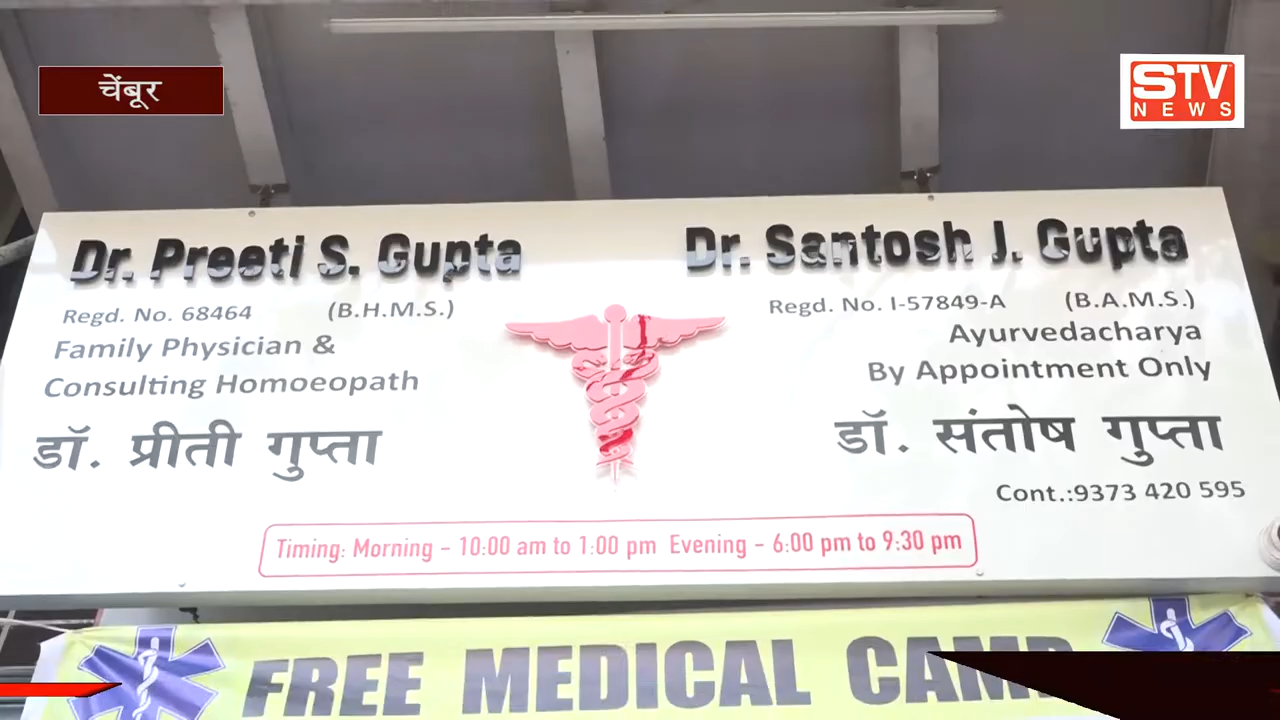 चेंबूर
STV
NEWS
Dr. Preeti S. Gupta
Regd. No. 68464 (B.H.M.S.)
Family Physician &
Consulting Homoeopath
डॉ. प्रीती गुप्ता
Dr. Santosh J. Gupta
Regd. No. I-57849-A (B.A.M.S.)
Ayurvedacharya
By Appointment Only
डॉ. संतोष गुप्ता
Cont.:9373 420 595
Timing: Morning - 10:00 am to 1:00 pm Evening - 6:00 pm to 9:30 pm
FREE MEDICAL CAMP